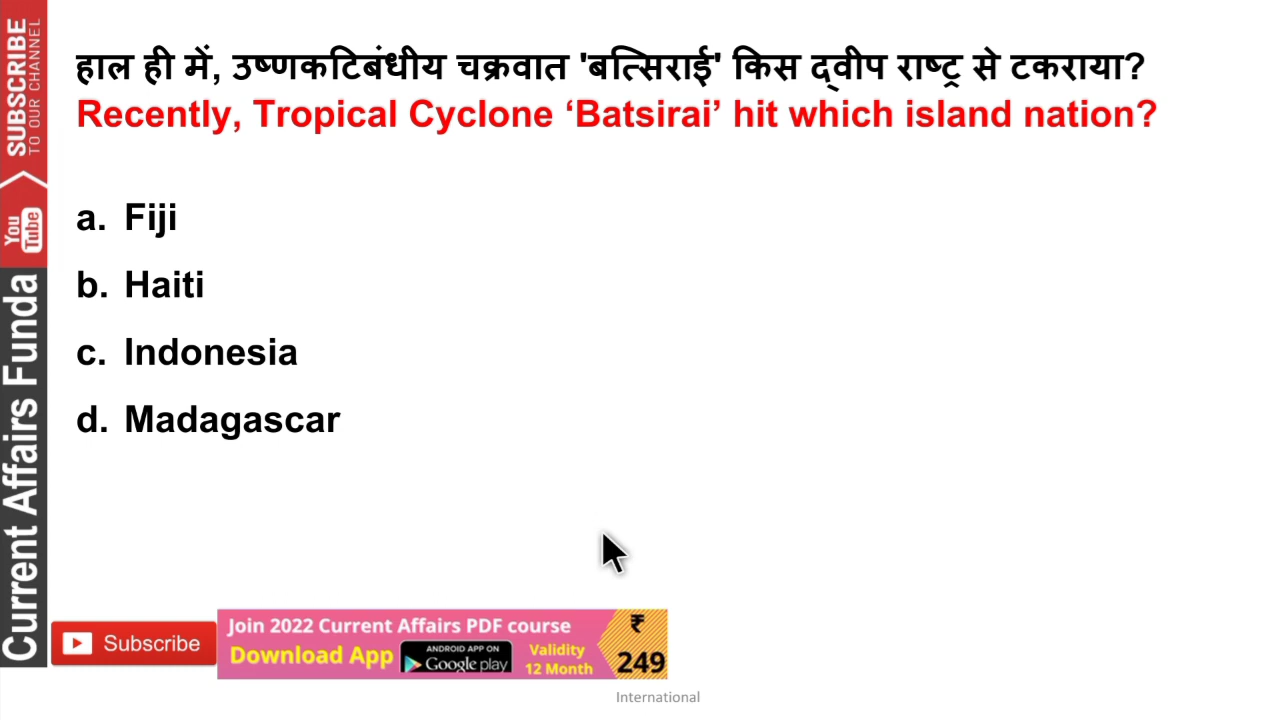 हाल ही में, उष्णकटिबंधीय चक्रवात 'बत्सिराई' किस द्वीप राष्ट्र से टकराया?
Recently, Tropical Cyclone ‘Batsirai’ hit which island nation?
a. Fiji
b. Haiti
c. Indonesia
d. Madagascar
SUBSCRIBE
TO OUR CHANNEL
You
Tube
Current Affairs Funda
Subscribe
Join 2022 Current Affairs PDF course
Download App
ANDROID APP ON
Google play
Validity
12 Month
₹
249
International